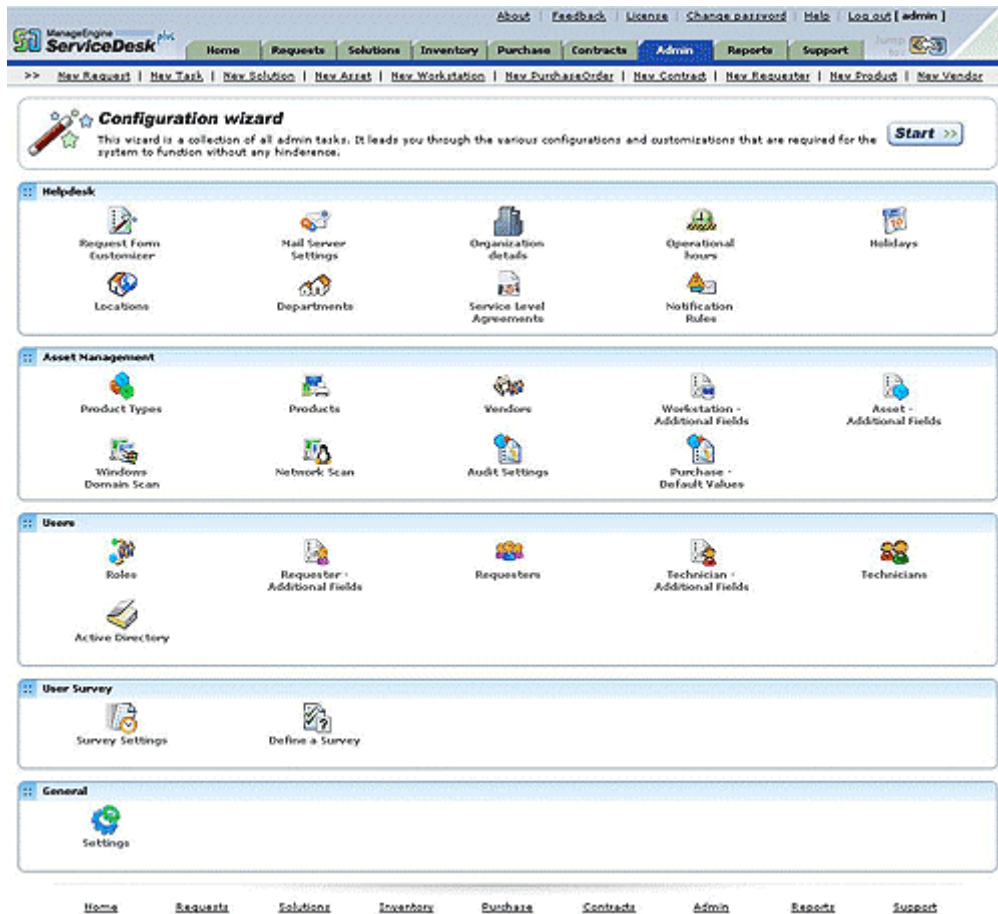 About | Feedback | License | Change password | Help | Log out [ admin ]
ManageEngine
ServiceDesk plus
Home Requests Solutions Inventory Purchase Contracts Admin Reports Support Jump to:
>> New Request | New Task | New Solution | New Asset | New Workstation | New PurchaseOrder | New Contract | New Requester | New Product | New Vendor
Configuration wizard
This wizard is a collection of all admin tasks. It leads you through the various configurations and customizations that are required for the
system to function without any hinderence.
Start >>
Helpdesk
Request Form Customizer
Mail Server Settings
Organization details
Operational hours
Holidays
Locations
Departments
Service Level Agreements
Notification Rules
Asset Management
Product Types
Products
Vendors
Workstation - Additional Fields
Asset - Additional Fields
Windows Domain Scan
Network Scan
Audit Settings
Purchase - Default Values
Users
Roles
Requester - Additional Fields
Requesters
Technician - Additional Fields
Technicians
Active Directory
User Survey
Survey Settings
Define a Survey
General
Settings
Home Requests Solutions Inventory Purchase Contracts Admin Reports Support